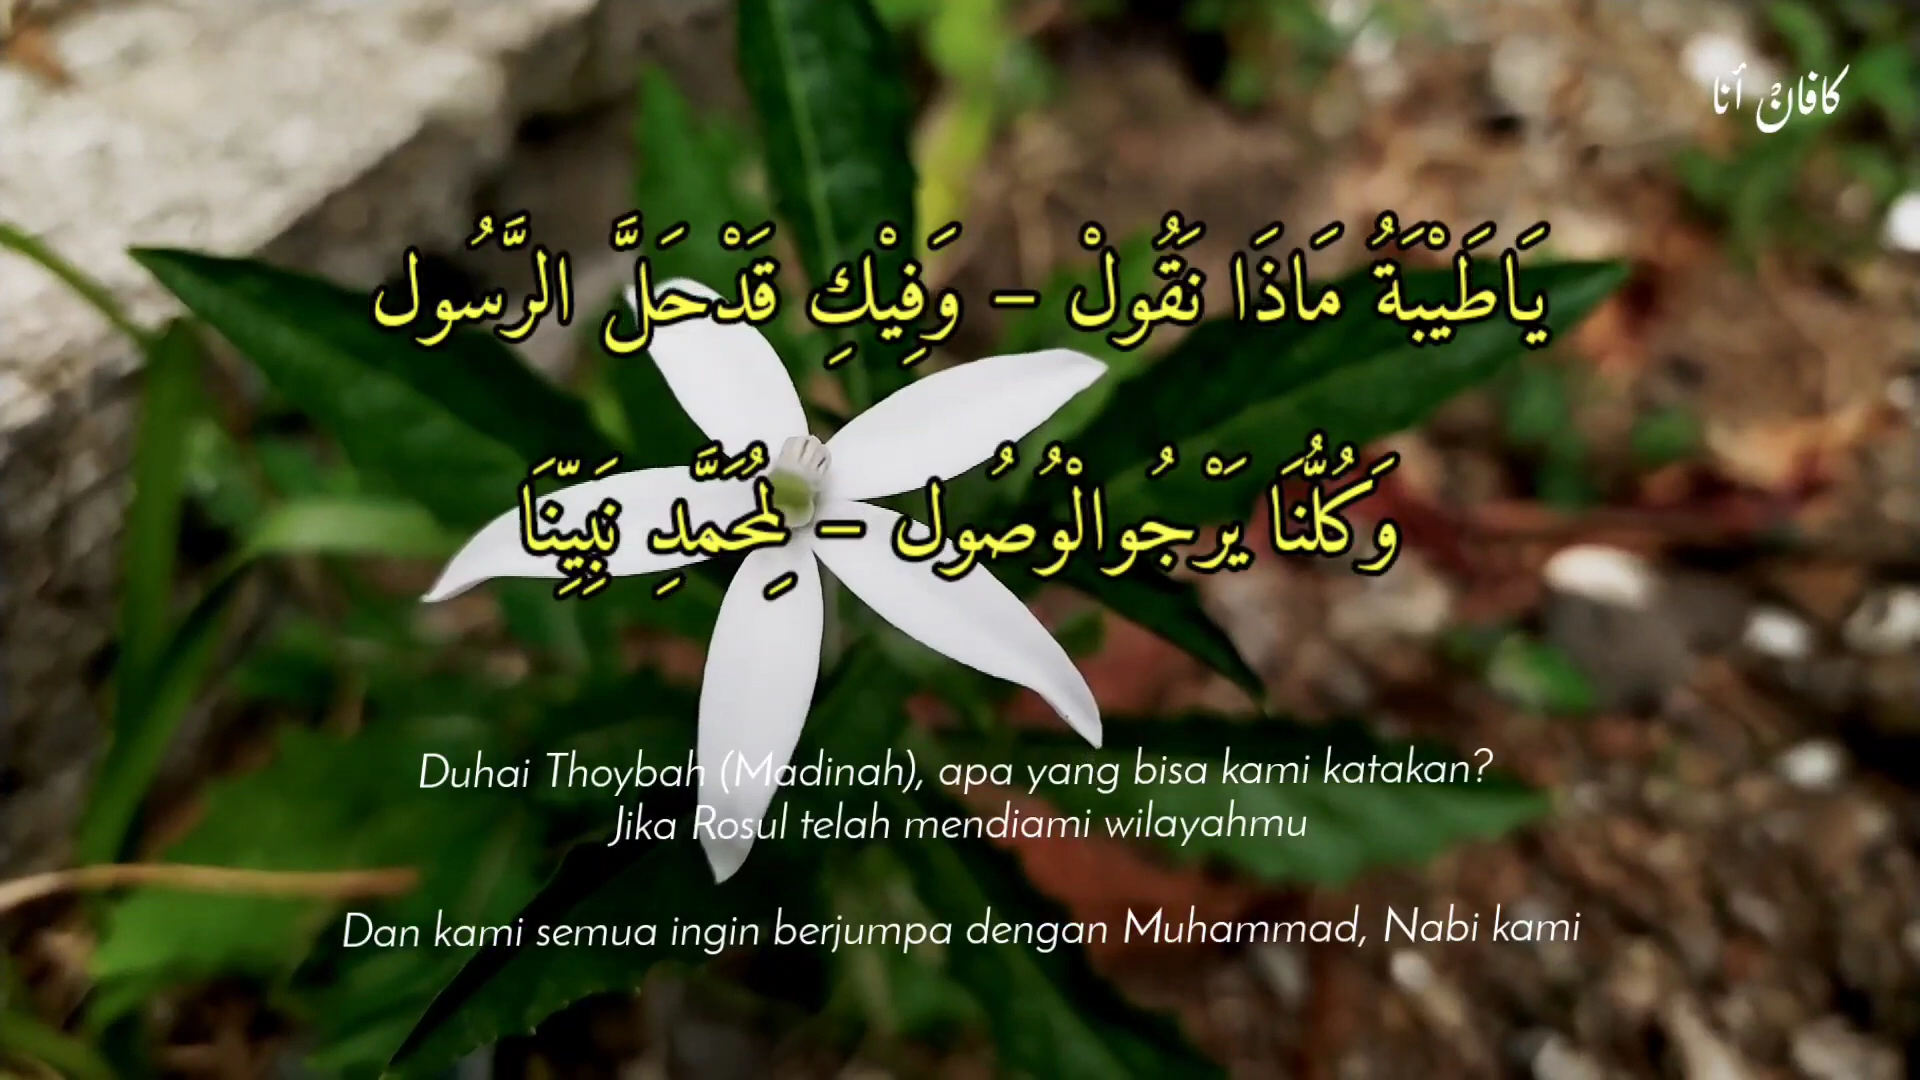 كافان أنا
يَاطَيْبَةُ مَاذَا نَقُولْ – وَفِيْكِ قَدْحَلَّ الرَّسُول
وَكُلُّنَا يَرْجُوالْوُصُول – لِمُحَمَّدِ نَبِيِّنَا
Duhai Thoybah (Madinah), apa yang bisa kami katakan?
Jika Rosul telah mendiami wilayahmu
Dan kami semua ingin berjumpa dengan Muhammad, Nabi kami